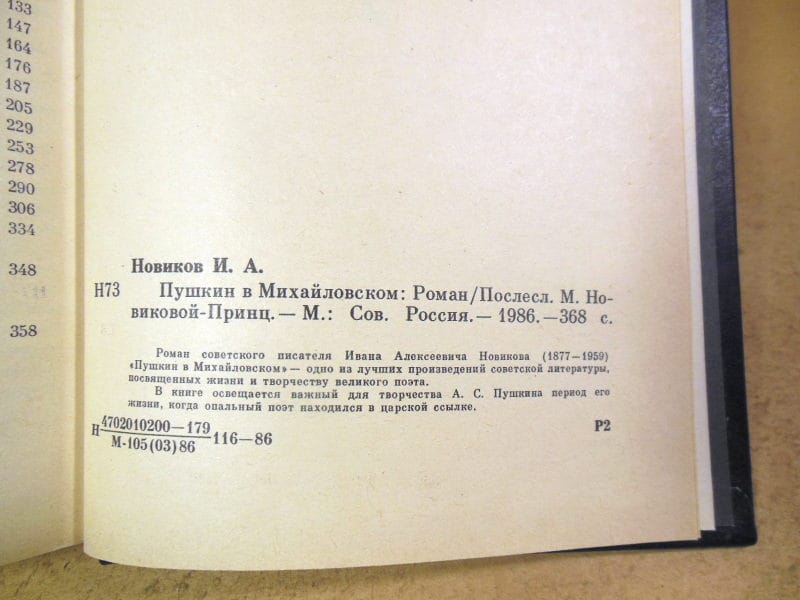 133
147
164
176
187
205
229
253
278
290
306
334
348
358
Новиков И. А.
Н73 Пушкин в Михайловском: Роман/Послесл. М. Но-
виковой-Принц.— М.: Сов. Россия.— 1986.—368 с.
Роман советского писателя Ивана Алексеевича Новикова (1877—1959)
«Пушкин в Михайловском»— одно из лучших произведений советской литературы,
посвященных жизни и творчеству великого поэта.
В книге освещается важный для творчества А. С. Пушкина период его
жизни, когда опальный поэт находился в царской ссылке.
4702010200—179
Н 116—86 Р2
М-105(03)86